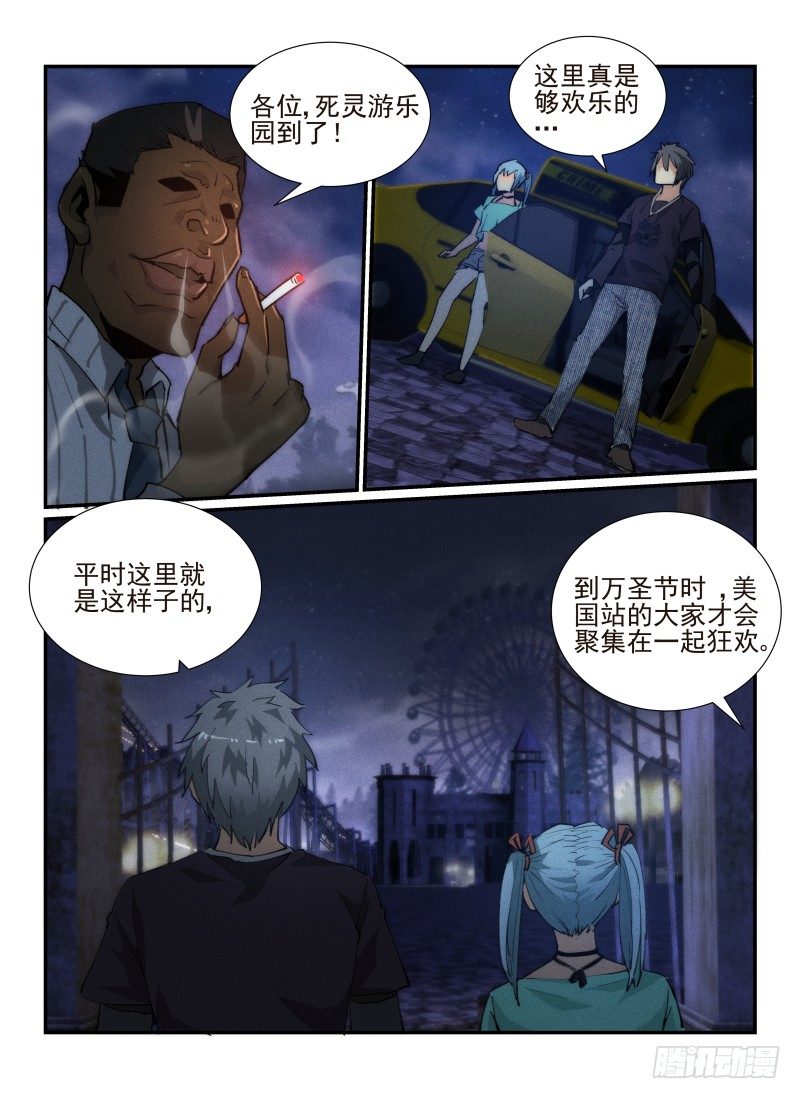 各位,死灵游乐
园到了!
这里真是
够欢乐的
...
CRIME
平时这里就
是这样子的,
到万圣节时,美
国站的大家才会
聚集在一起狂欢。
腾讯动漫